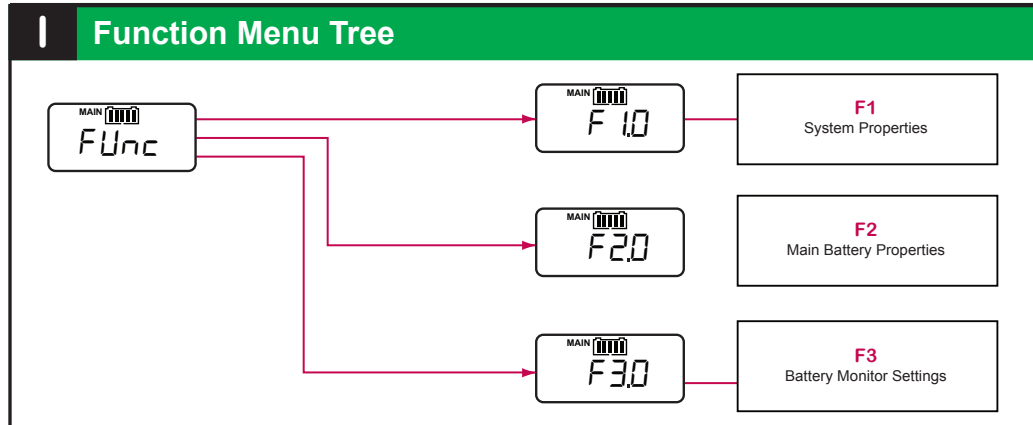 I Function Menu Tree
MAIN
FUnc
MAIN
F 1.0
F1
System Properties
MAIN
F2.0
F2
Main Battery Properties
MAIN
F3.0
F3
Battery Monitor Settings